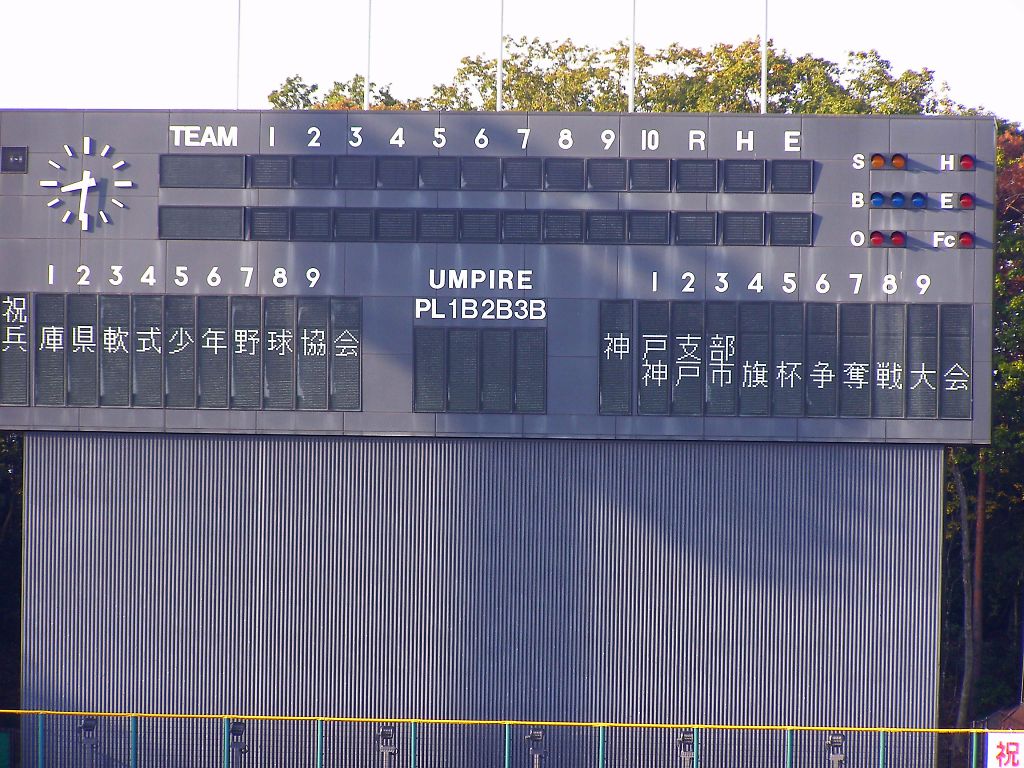 TEAM 1 2 3 4 5 6 7 8 9 10 R H E
S H
B E
O Fc
1 2 3 4 5 6 7 8 9
UMPIRE
PL 1B 2B 3B
1 2 3 4 5 6 7 8 9
祝
兵庫県軟式少年野球協会
神戸支部
神戸市旗杯争奪戦大会
祝